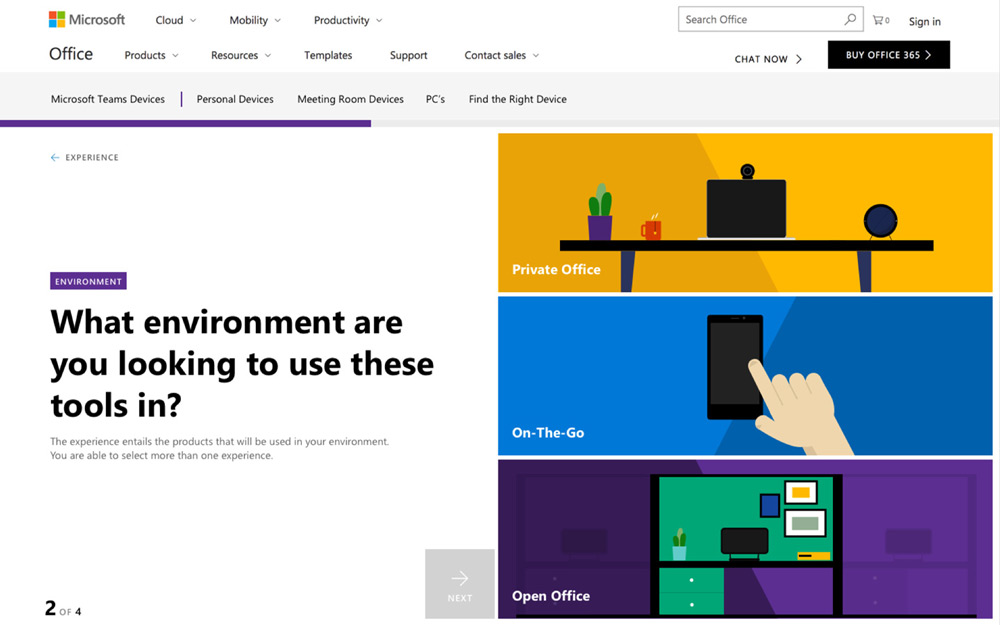 Microsoft Cloud Mobility Productivity Search Office 0 Sign in
Office Products Resources Templates Support Contact sales CHAT NOW BUY OFFICE 365
Microsoft Teams Devices Personal Devices Meeting Room Devices PC's Find the Right Device
EXPERIENCE
ENVIRONMENT
What environment are
you looking to use these
tools in?
The experience entails the products that will be used in your environment.
You are able to select more than one experience.
NEXT
2 OF 4
Private Office
On-The-Go
Open Office